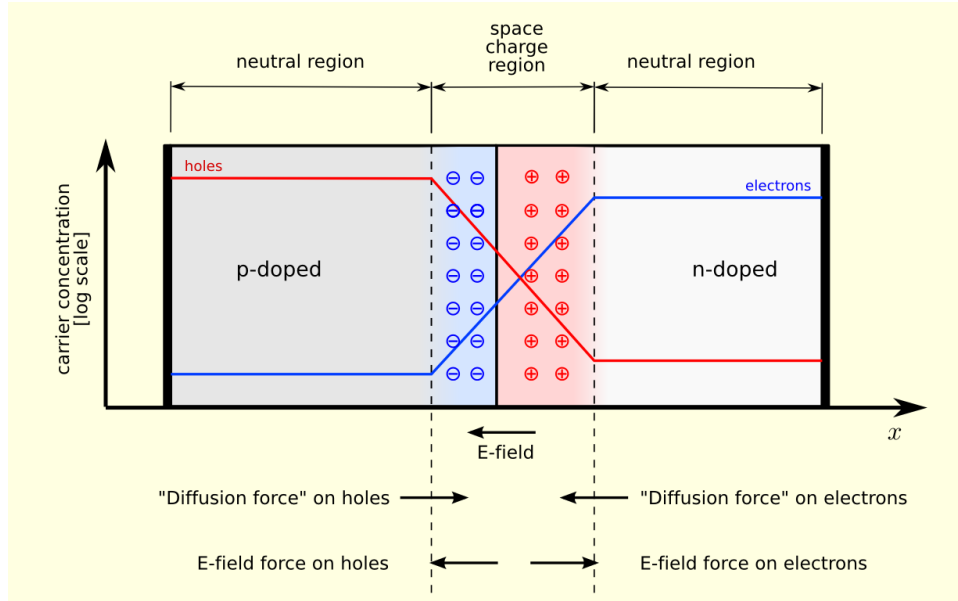 space
charge
region
neutral region
neutral region
holes
electrons
p-doped
n-doped
carrier concentration
[log scale]
x
E-field
"Diffusion force" on holes
"Diffusion force" on electrons
E-field force on holes
E-field force on electrons